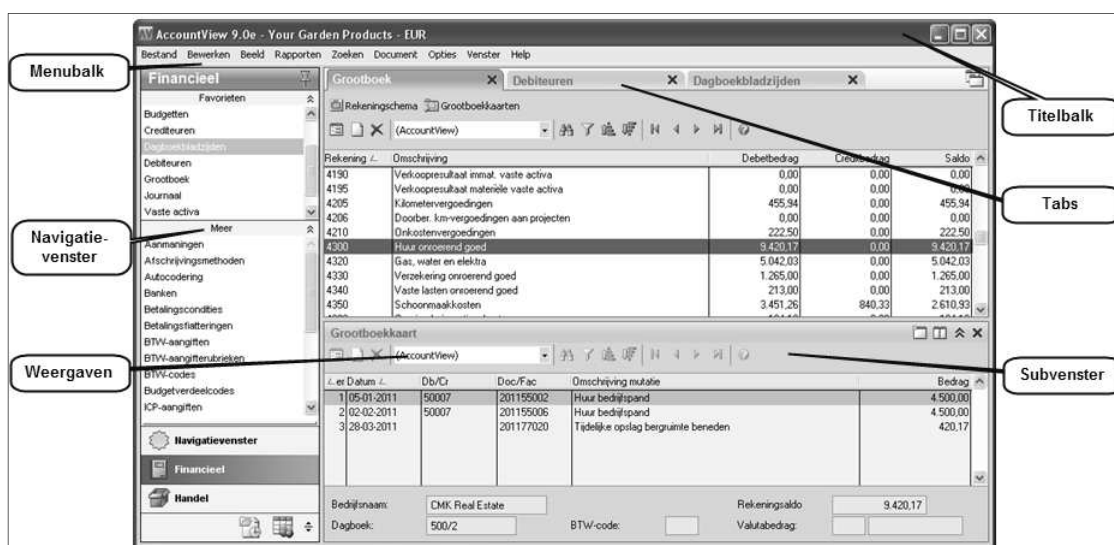 AccountView 9.0e - Your Garden Products - EUR
Bestand Bewerken Beeld Rapporten Zoeken Document Opties Venster Help
Menubalk
Titelbalk
Tabs
Navigatie-
venster
Weergaven
Subvenster
Financieel
Favorieten
Budgetten
Crediteuren
Dagboekbladzijden
Debiteuren
Grootboek
Journaal
Vaste activa
Meer
Aanmaningen
Afschrijvingsmethoden
Autocodering
Banken
Betalingscondities
Betalingsfiatteringen
BTW-aangiften
BTW-aangifterubrieken
BTW-codes
Budgetverdeelcodes
ICP-aangiften
Navigatievenster
Financieel
Handel
Grootboek Debiteuren Dagboekbladzijden
Rekeningschema Grootboekkaarten
(AccountView)
Rekening Omschrijving Debetbedrag Creditbedrag Saldo
4190 Verkoopresultaat immat. vaste activa 0,00 0,00 0,00
4195 Verkoopresultaat materiële vaste activa 0,00 0,00 0,00
4205 Kilometervergoedingen 455,94 0,00 455,94
4206 Doorber. km-vergoedingen aan projecten 0,00 0,00 0,00
4210 Onkostenvergoedingen 222,50 0,00 222,50
4300 Huur onroerend goed 9.420,17 0,00 9.420,17
4320 Gas, water en elektra 5.042,03 0,00 5.042,03
4330 Verzekering onroerend goed 1.265,00 0,00 1.265,00
4340 Vaste lasten onroerend goed 213,00 0,00 213,00
4350 Schoonmaakkosten 3.451,26 840,33 2.610,93
Grootboekkaart
(AccountView)
er Datum Db/Cr Doc/Fac Omschrijving mutatie Bedrag
1 05-01-2011 50007 201155002 Huur bedrijfspand 4.500,00
2 02-02-2011 50007 201155006 Huur bedrijfspand 4.500,00
3 28-03-2011 201177020 Tijdelijke opslag bergruimte beneden 420,17
Bedrijfsnaam: CMK Real Estate Rekeningsaldo 9.420,17
Dagboek: 500/2 BTW-code: Valutabedrag: